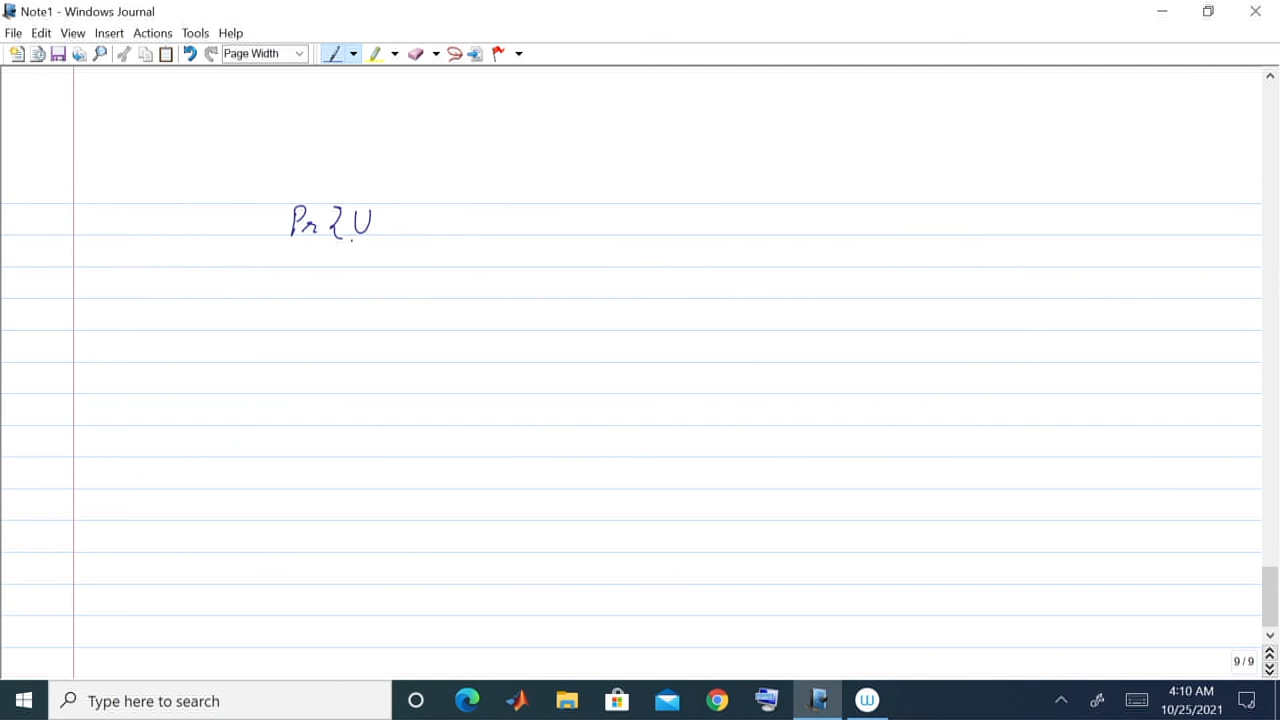 Note1 - Windows Journal
File Edit View Insert Actions Tools Help
Page Width
Pr { U
9 / 9
Type here to search
4:10 AM
10/25/2021